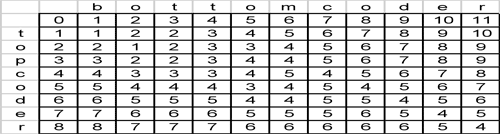 b o t t o m c o d e r
0 1 2 3 4 5 6 7 8 9 10 11
t 1 1 2 2 3 4 5 6 7 8 9 10
o 2 2 1 2 3 3 4 5 6 7 8 9
p 3 3 2 2 3 4 4 5 6 7 8 9
c 4 4 3 3 3 4 5 4 5 6 7 8
o 5 5 4 4 4 3 4 5 4 5 6 7
d 6 6 5 5 5 4 4 5 5 4 5 6
e 7 7 6 6 6 5 5 5 6 5 4 5
r 8 8 7 7 7 6 6 6 6 6 5 4